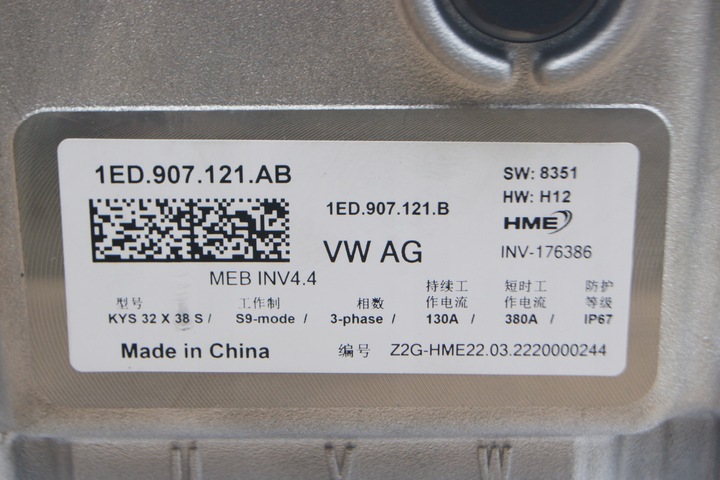 1ED.907.121.AB
SW: 8351
HW: H12
1ED.907.121.B
HME
VW AG
INV-176386
MEB INV4.4
型号 工作制 相数 持续工作电流 短时工作电流 防护等级
KYS 32 X 38 S / S9-mode / 3-phase / 130A / 380A / IP67
Made in China 编号 Z2G-HME22.03.2220000244
U V W